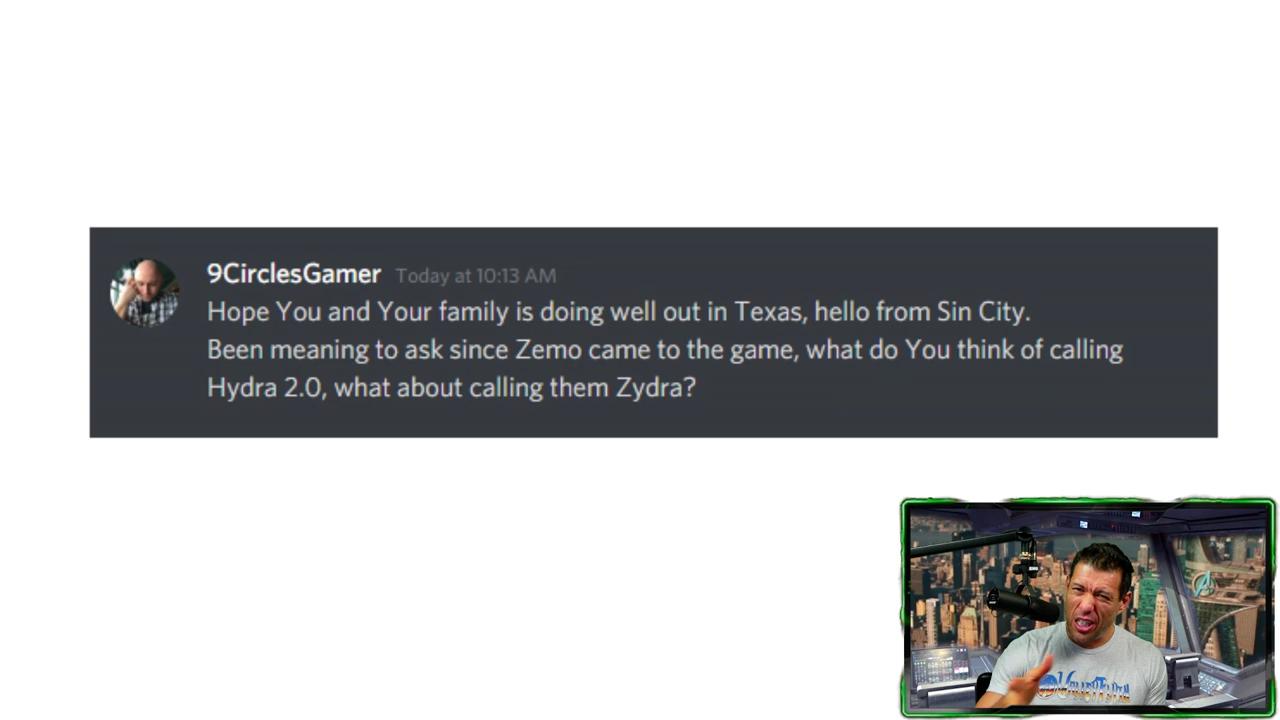 9CirclesGamer Today at 10:13 AM
Hope You and Your family is doing well out in Texas, hello from Sin City.
Been meaning to ask since Zemo came to the game, what do You think of calling
Hydra 2.0, what about calling them Zydra?